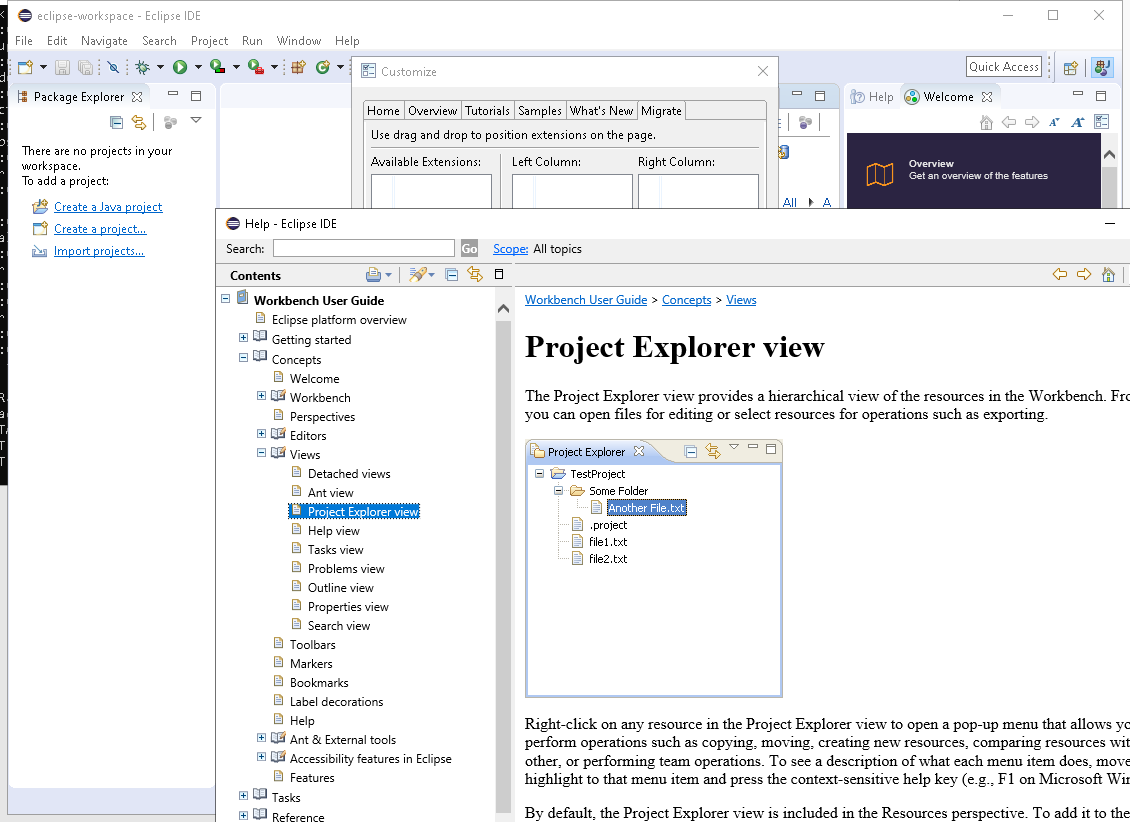 eclipse-workspace - Eclipse IDE
File Edit Navigate Search Project Run Window Help
Quick Access
Package Explorer
There are no projects in your
workspace.
To add a project:
Create a Java project
Create a project...
Import projects...
Customize
Home Overview Tutorials Samples What's New Migrate
Use drag and drop to position extensions on the page.
Available Extensions: Left Column: Right Column:
All A
Help Welcome
Overview
Get an overview of the features
Help - Eclipse IDE
Search: Go Scope: All topics
Contents
Workbench User Guide
Eclipse platform overview
Getting started
Concepts
Welcome
Workbench
Perspectives
Editors
Views
Detached views
Ant view
Project Explorer view
Help view
Tasks view
Problems view
Outline view
Properties view
Search view
Toolbars
Markers
Bookmarks
Label decorations
Help
Ant & External tools
Accessibility features in Eclipse
Features
Tasks
Reference
Workbench User Guide > Concepts > Views
Project Explorer view
The Project Explorer view provides a hierarchical view of the resources in the Workbench. Fro
you can open files for editing or select resources for operations such as exporting.
Project Explorer
TestProject
Some Folder
Another File.txt
.project
file1.txt
file2.txt
Right-click on any resource in the Project Explorer view to open a pop-up menu that allows yo
perform operations such as copying, moving, creating new resources, comparing resources wit
other, or performing team operations. To see a description of what each menu item does, move
highlight to that menu item and press the context-sensitive help key (e.g., F1 on Microsoft Win
By default, the Project Explorer view is included in the Resources perspective. To add it to the